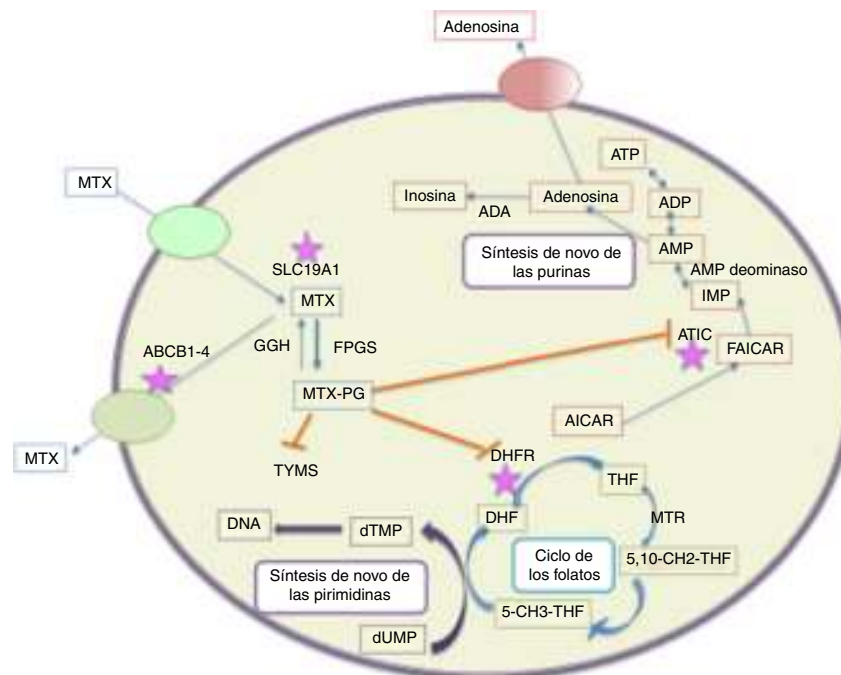 Adenosina
ATP
MTX
Inosina
Adenosina
ADP
ADA
Síntesis de novo de
las purinas
AMP
AMP deominaso
SLC19A1
IMP
MTX
ATIC
ABCB1-4
GGH
FPGS
FAICAR
MTX-PG
AICAR
MTX
TYMS
DHFR
THF
DNA
dTMP
DHF
MTR
Ciclo de
los folatos
5,10-CH2-THF
Síntesis de novo de
las pirimidinas
5-CH3-THF
dUMP